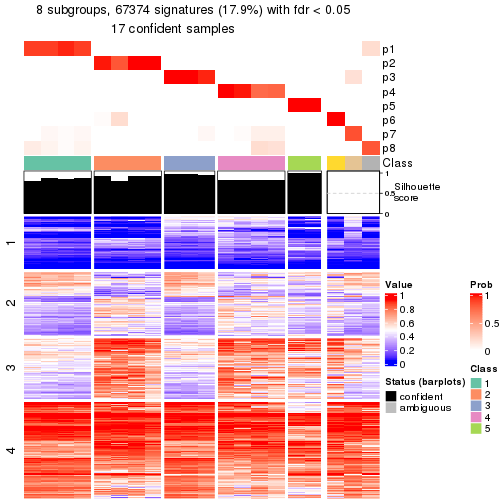 8 subgroups, 67374 signatures (17.9%) with fdr < 0.05
17 confident samples
p1
p2
p3
p4
p5
p6
p7
p8
Class
1
0.5
0
Silhouette
score
1
2
3
4
Value
1
0.8
0.6
0.4
0.2
0
Status (barplots)
confident
ambiguous
Prob
1
0.5
0
Class
1
2
3
4
5